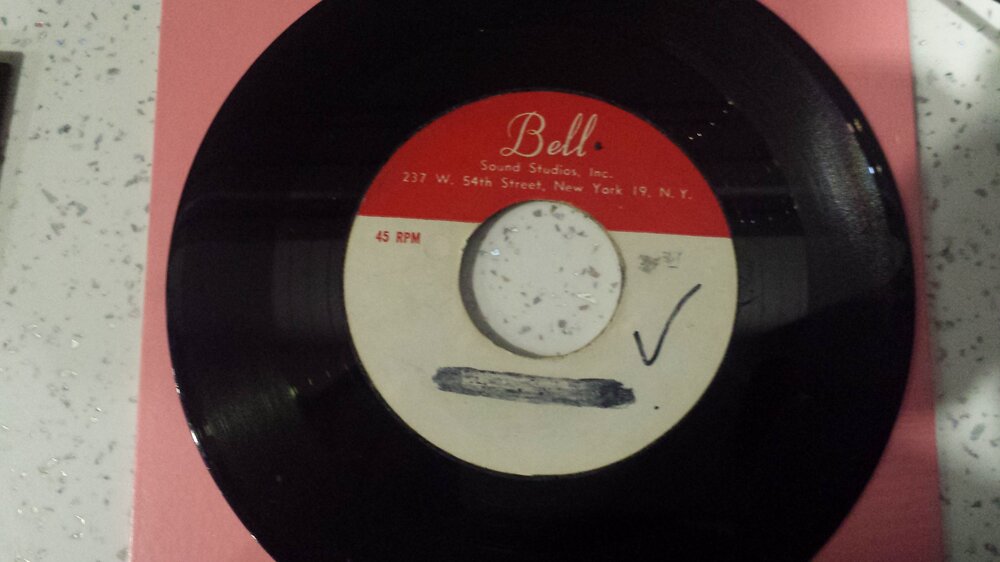 Bell
Sound Studios, Inc.
237 W. 54th Street, New York 19, N. Y.
45 RPM